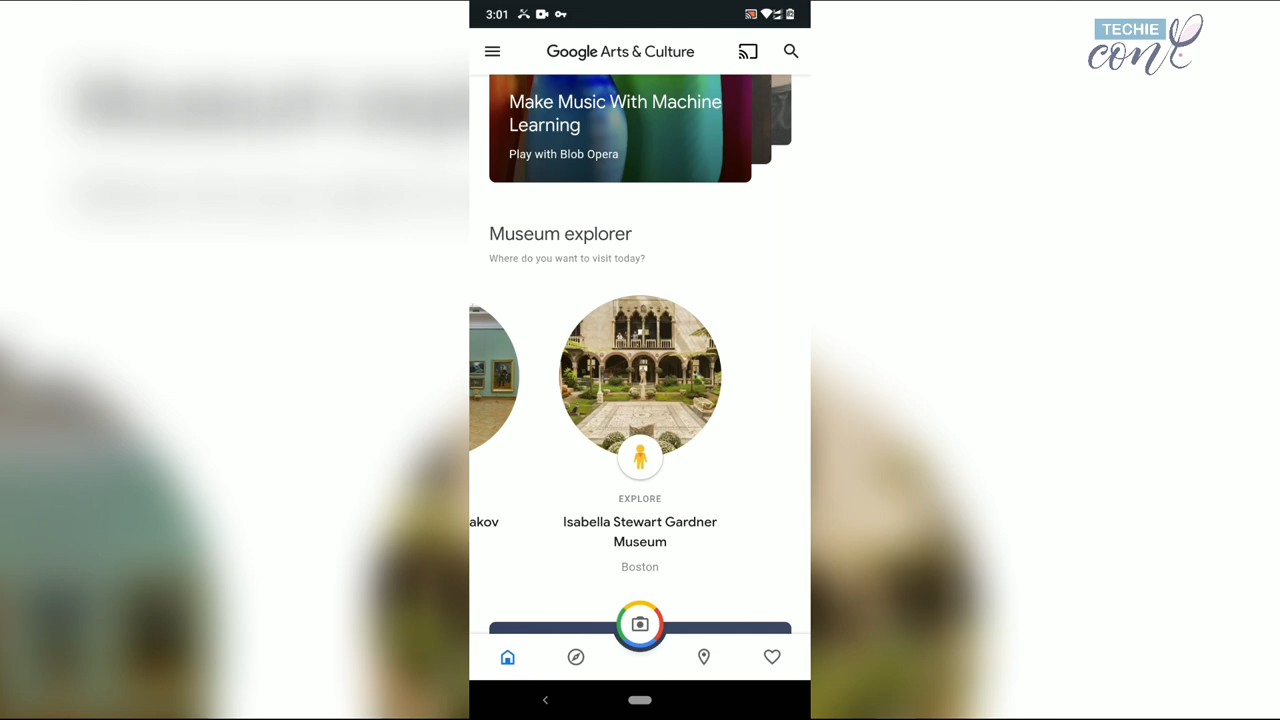 3:01
TECHIE
conv
Google Arts & Culture
Make Music With Machine
Learning
Play with Blob Opera
Museum explorer
Where do you want to visit today?
EXPLORE
akov
Isabella Stewart Gardner
Museum
Boston